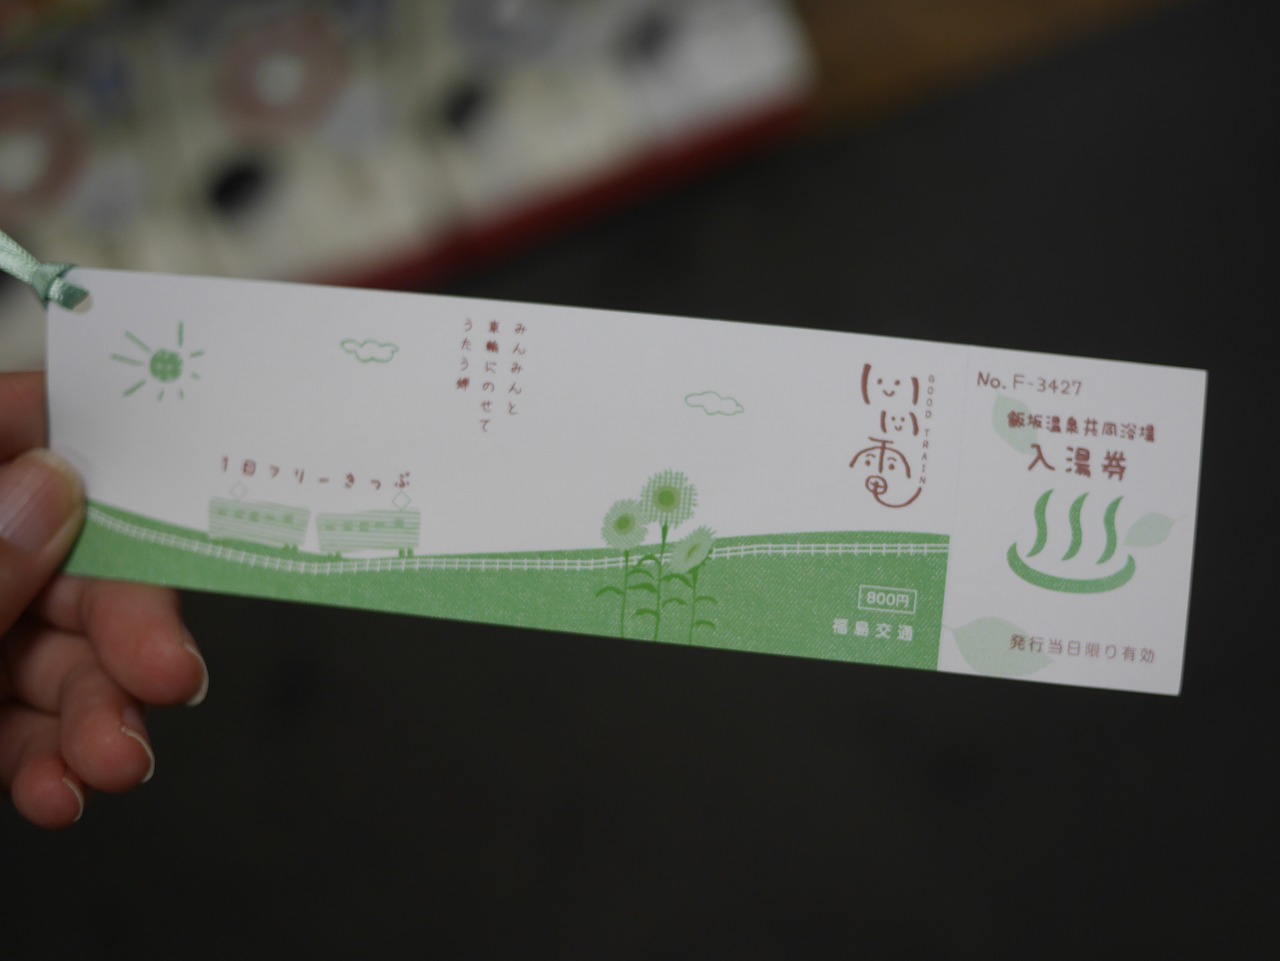 みんみんと
車輪にのせて
うたう蝉
1日フリーきっぷ
いい電
GOOD TRAIN
800円
福島交通
No. F-3427
飯坂温泉共同浴場
入湯券
発行当日限り有効